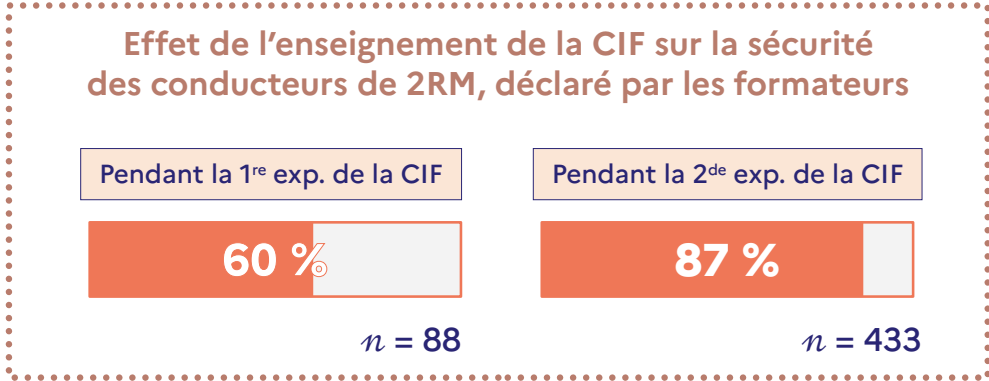 Effet de l’enseignement de la CIF sur la sécurité
des conducteurs de 2RM, déclaré par les formateurs
Pendant la 1re exp. de la CIF
Pendant la 2de exp. de la CIF
60 %
87 %
n = 88
n = 433